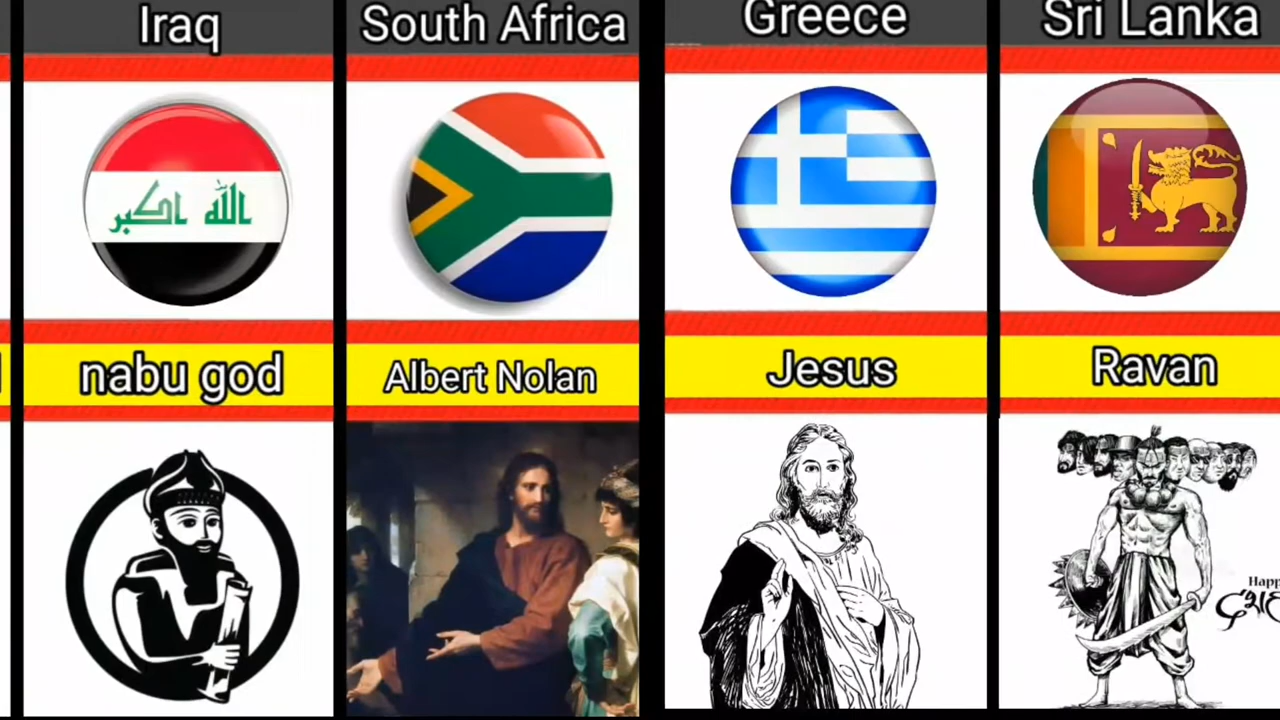 Iraq
South Africa
Greece
Sri Lanka
الله اكبر
nabu god
Albert Nolan
Jesus
Ravan